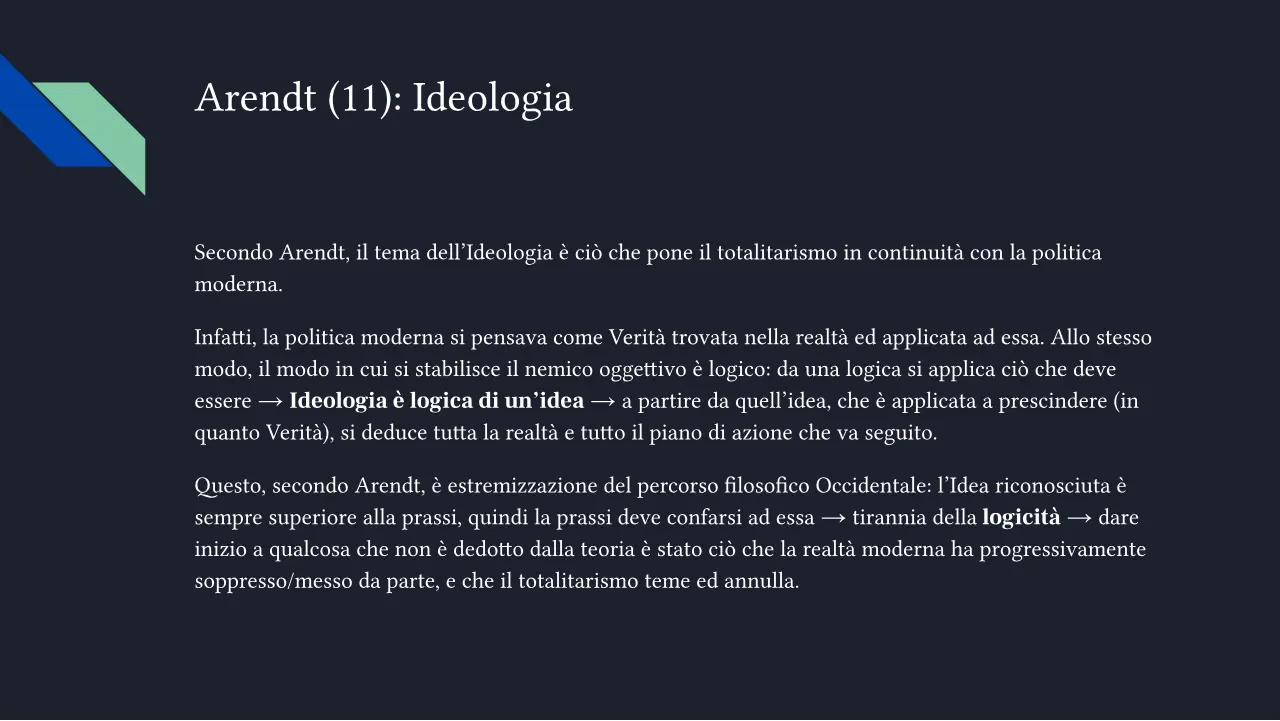 Arendt (11): Ideologia
Secondo Arendt, il tema dell’Ideologia è ciò che pone il totalitarismo in continuità con la politica
moderna.
Infatti, la politica moderna si pensava come Verità trovata nella realtà ed applicata ad essa. Allo stesso
modo, il modo in cui si stabilisce il nemico oggettivo è logico: da una logica si applica ciò che deve
essere → Ideologia è logica di un’idea → a partire da quell’idea, che è applicata a prescindere (in
quanto Verità), si deduce tutta la realtà e tutto il piano di azione che va seguito.
Questo, secondo Arendt, è estremizzazione del percorso filosofico Occidentale: l’Idea riconosciuta è
sempre superiore alla prassi, quindi la prassi deve confarsi ad essa → tirannia della logicità → dare
inizio a qualcosa che non è dedotto dalla teoria è stato ciò che la realtà moderna ha progressivamente
soppresso/messo da parte, e che il totalitarismo teme ed annulla.